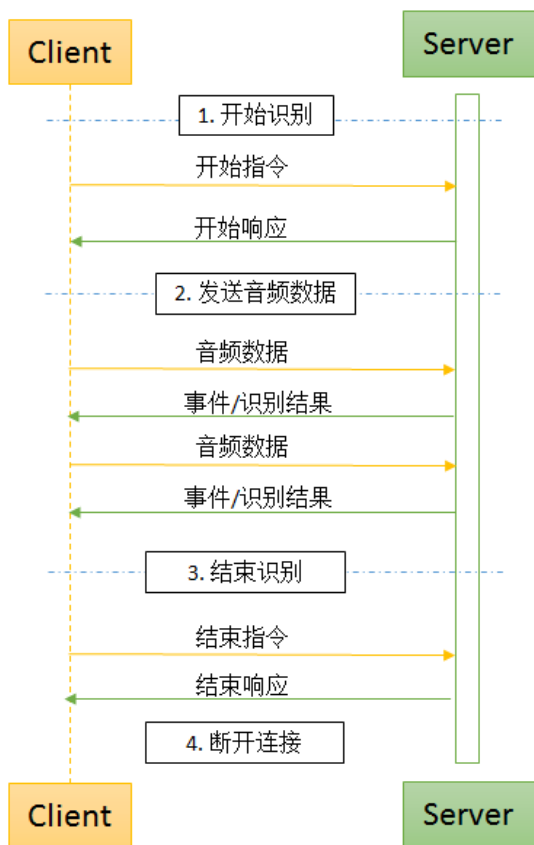 Client
Server
1. 开始识别
开始指令
开始响应
2. 发送音频数据
音频数据
事件/识别结果
音频数据
事件/识别结果
3. 结束识别
结束指令
结束响应
4. 断开连接
Client
Server